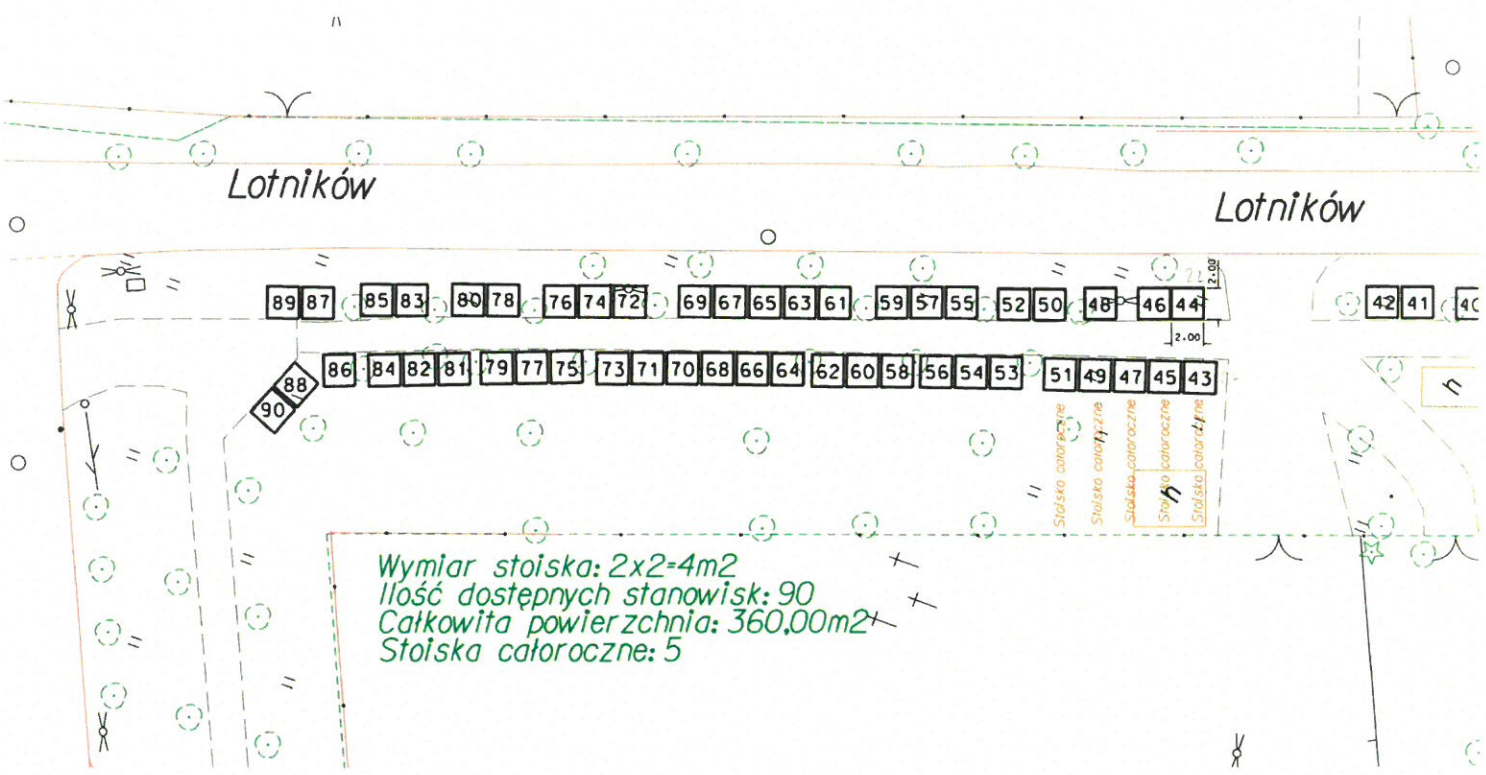 Lotników
Lotników
2.00
89 87 85 83 80 78 76 74 72 69 67 65 63 61 59 57 55 52 50 48 46 44 42 41 40
2.00
86 84 82 81 79 77 75 73 71 70 68 66 64 62 60 58 56 54 53 51 49 47 45 43
88
90
Stoisko całoroczne
Stoisko całoroczne
Stoisko całoroczne
Stoisko całoroczne
Stoisko całoroczne
Wymiar stoiska: 2x2=4m2
Ilość dostępnych stanowisk: 90
Całkowita powierzchnia: 360,00m2
Stoiska całoroczne: 5